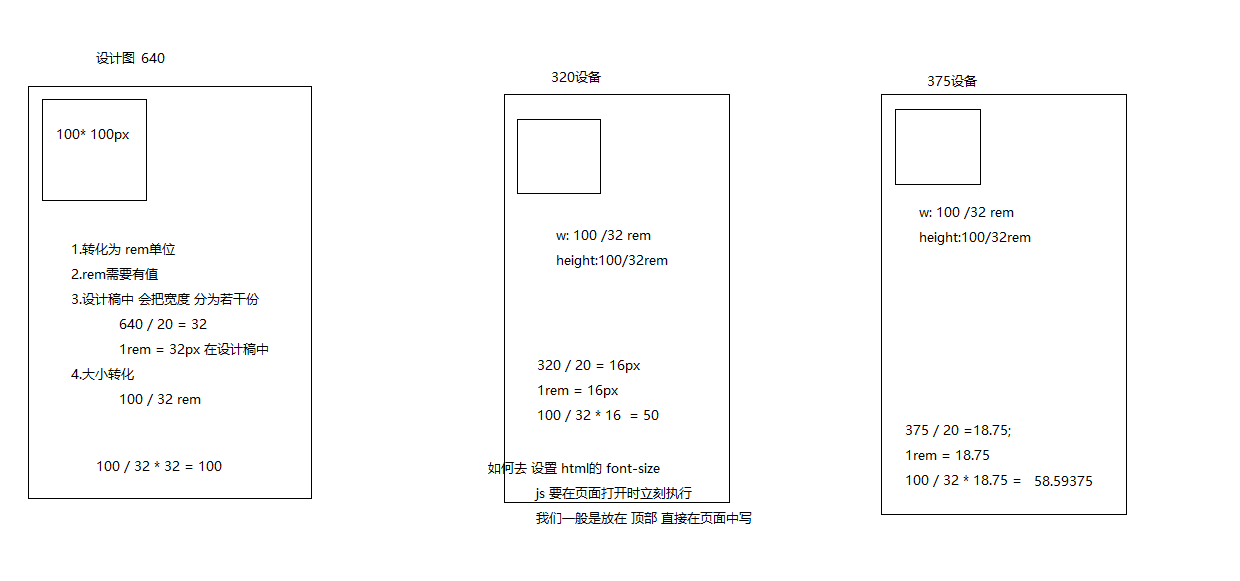 设计图 640
100* 100px
1.转化为 rem单位
2.rem需要有值
3.设计稿中 会把宽度 分为若干份
640 / 20 = 32
1rem = 32px 在设计稿中
4.大小转化
100 / 32 rem
100 / 32 * 32 = 100
320设备
w: 100 /32 rem
height:100/32rem
320 / 20 = 16px
1rem = 16px
100 / 32 * 16 = 50
如何去 设置 html的 font-size
js 要在页面打开时立刻执行
我们一般是放在 顶部 直接在页面中写
375设备
w: 100 /32 rem
height:100/32rem
375 / 20 =18.75;
1rem = 18.75
100 / 32 * 18.75 = 58.59375